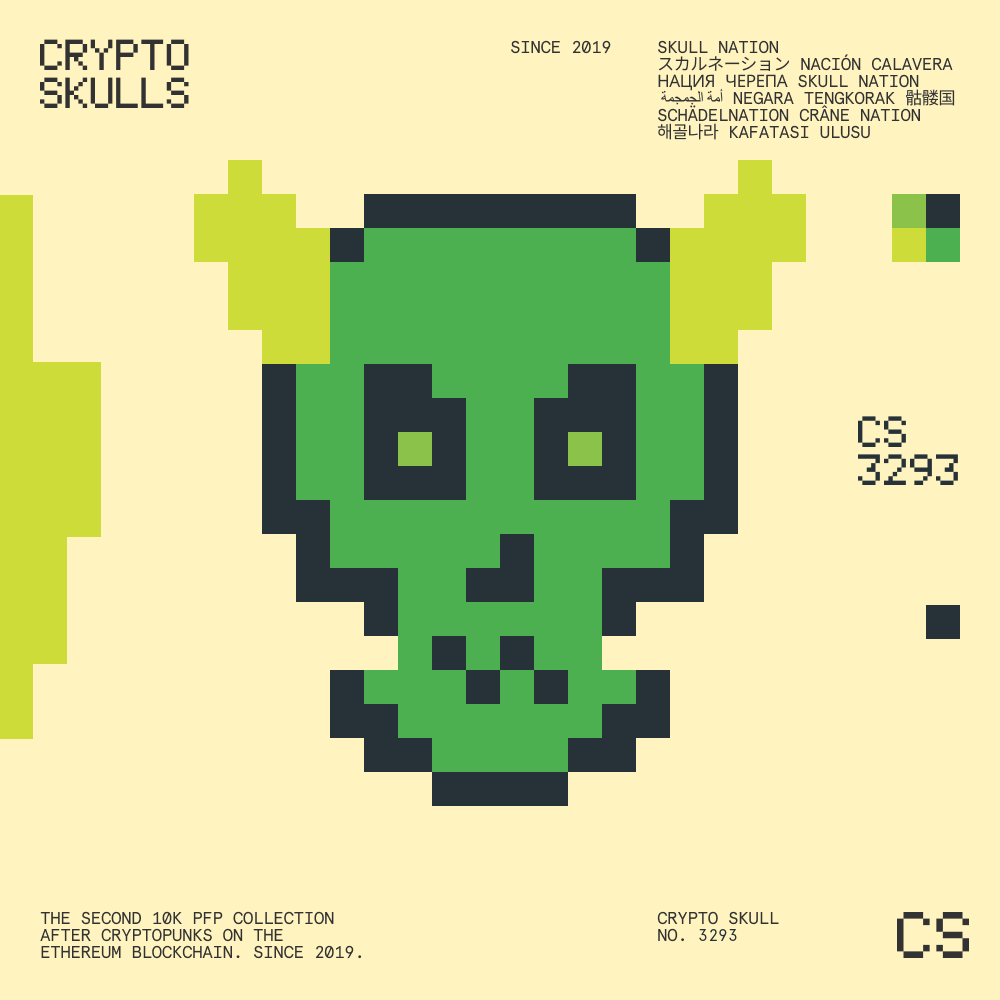 CRYPTO
SKULLS
SINCE 2019
SKULL NATION
スカルネーション NACIÓN CALAVERA
НАЦИЯ ЧЕРЕПА SKULL NATION
أمة الجمجمة NEGARA TENGKORAK 骷髅国
SCHÄDELNATION CRÂNE NATION
해골나라 KAFATASI ULUSU
CS
3293
THE SECOND 10K PFP COLLECTION
AFTER CRYPTOPUNKS ON THE
ETHEREUM BLOCKCHAIN. SINCE 2019.
CRYPTO SKULL
NO. 3293
CS